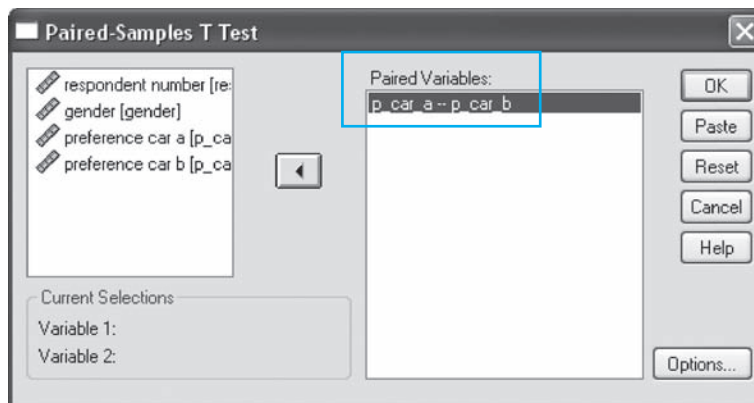 Paired-Samples T Test
respondent number [re:
gender [gender]
preference car a [p_ca
preference car b [p_ca
Paired Variables:
p_car_a -- p_car_b
OK
Paste
Reset
Cancel
Help
Current Selections
Variable 1:
Variable 2:
Options...